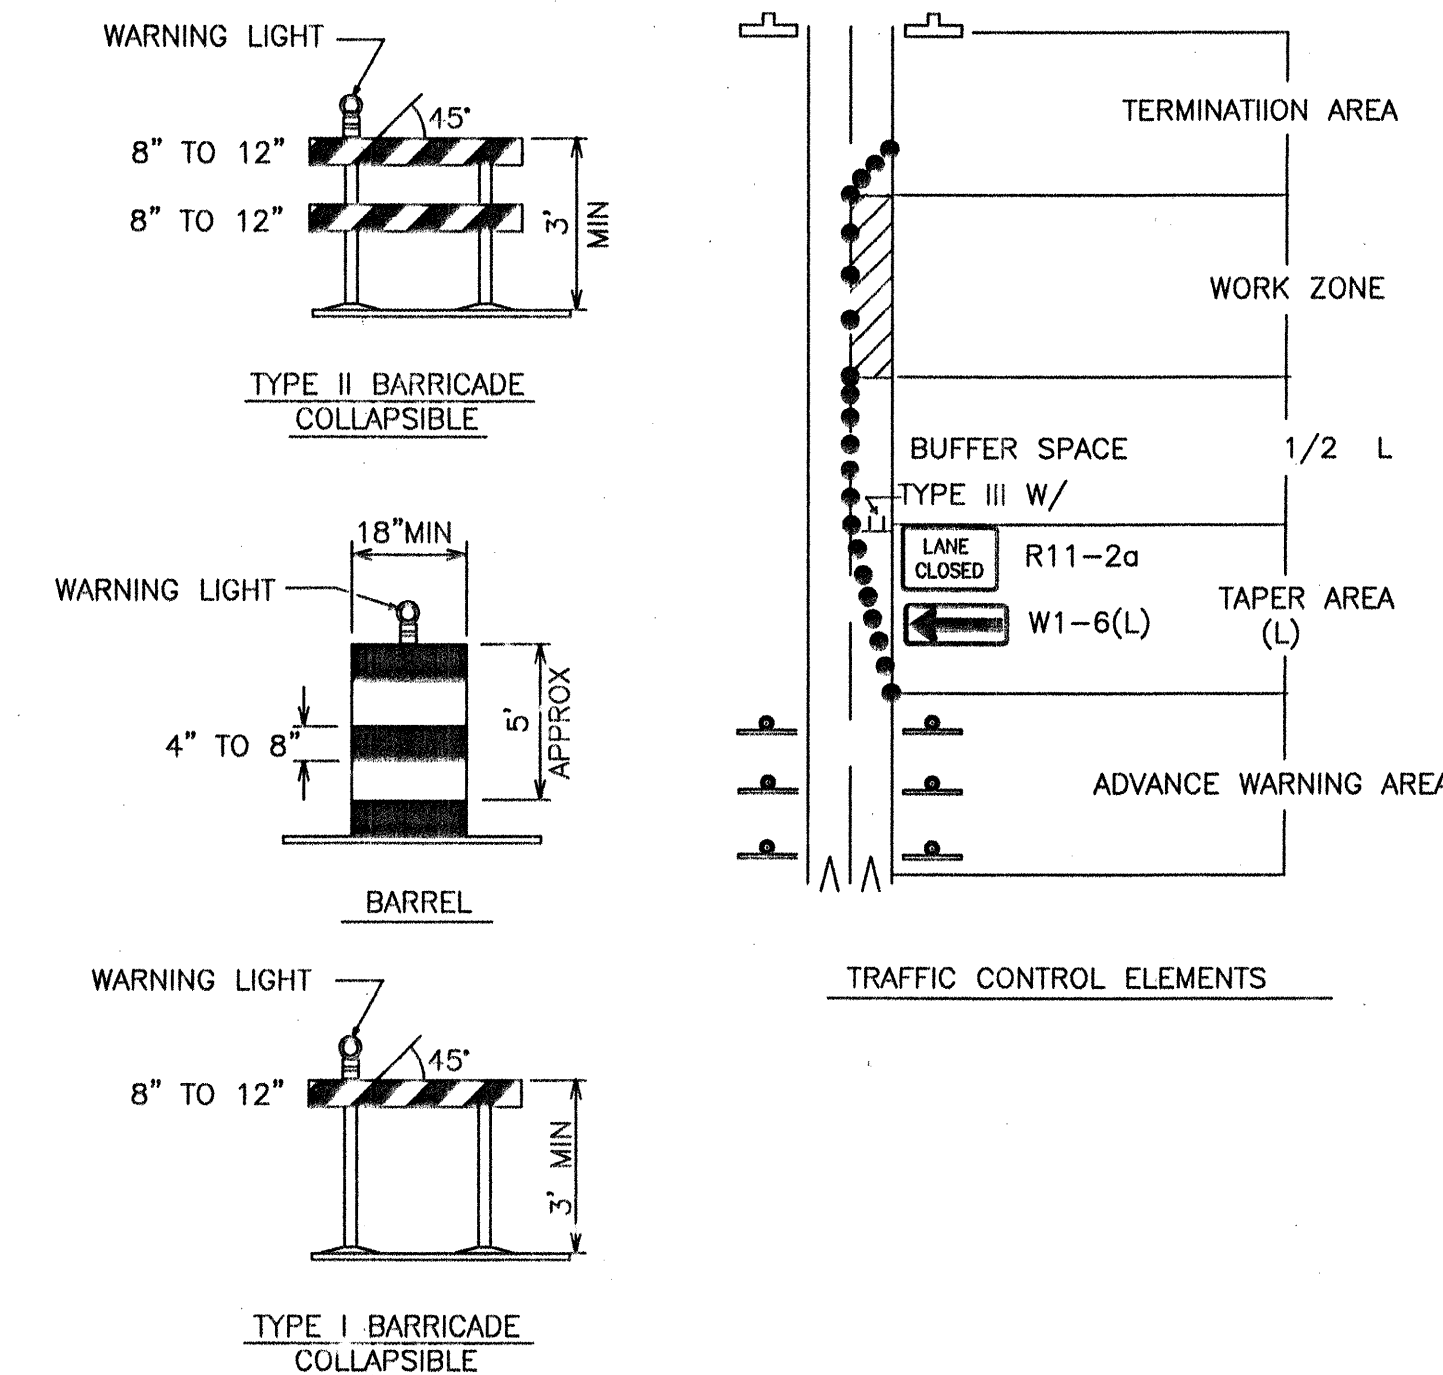 WARNING LIGHT
45°
8" TO 12"
8" TO 12"
3'
MIN
TYPE II BARRICADE
COLLAPSIBLE
18"MIN
WARNING LIGHT
4" TO 8"
5'
APPROX
BARREL
WARNING LIGHT
45°
8" TO 12"
3' MIN
TYPE I BARRICADE
COLLAPSIBLE
TERMINATIION AREA
WORK ZONE
BUFFER SPACE 1/2 L
TYPE III W/
LANE
CLOSED
R11-2a
W1-6(L)
TAPER AREA
(L)
ADVANCE WARNING AREA
TRAFFIC CONTROL ELEMENTS